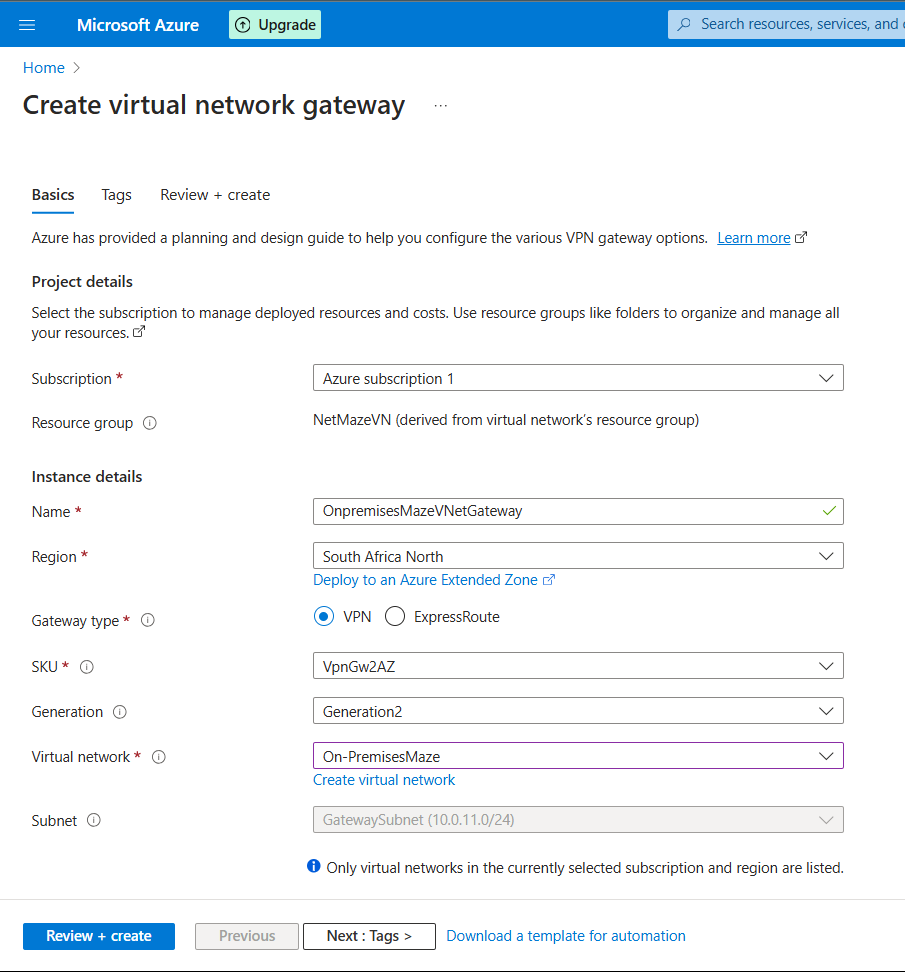 Microsoft Azure
Upgrade
Search resources, services, and
Home >
Create virtual network gateway ...
Basics Tags Review + create
Azure has provided a planning and design guide to help you configure the various VPN gateway options. Learn more
Project details
Select the subscription to manage deployed resources and costs. Use resource groups like folders to organize and manage all
your resources.
Subscription * Azure subscription 1
Resource group NetMazeVN (derived from virtual network's resource group)
Instance details
Name * OnpremisesMazeVNetGateway
Region * South Africa North
Deploy to an Azure Extended Zone
Gateway type * VPN ExpressRoute
SKU * VpnGw2AZ
Generation Generation2
Virtual network * On-PremisesMaze
Create virtual network
Subnet GatewaySubnet (10.0.11.0/24)
Only virtual networks in the currently selected subscription and region are listed.
Review + create Previous Next : Tags > Download a template for automation